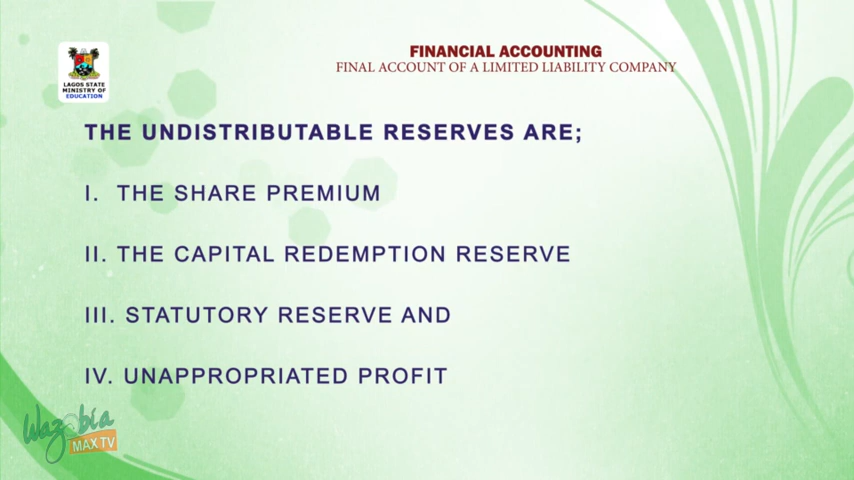 LAGOS STATE
MINISTRY OF
EDUCATION
FINANCIAL ACCOUNTING
FINAL ACCOUNT OF A LIMITED LIABILITY COMPANY
THE UNDISTRIBUTABLE RESERVES ARE;
I. THE SHARE PREMIUM
II. THE CAPITAL REDEMPTION RESERVE
III. STATUTORY RESERVE AND
IV. UNAPPROPRIATED PROFIT
Wazobia
MAX TV